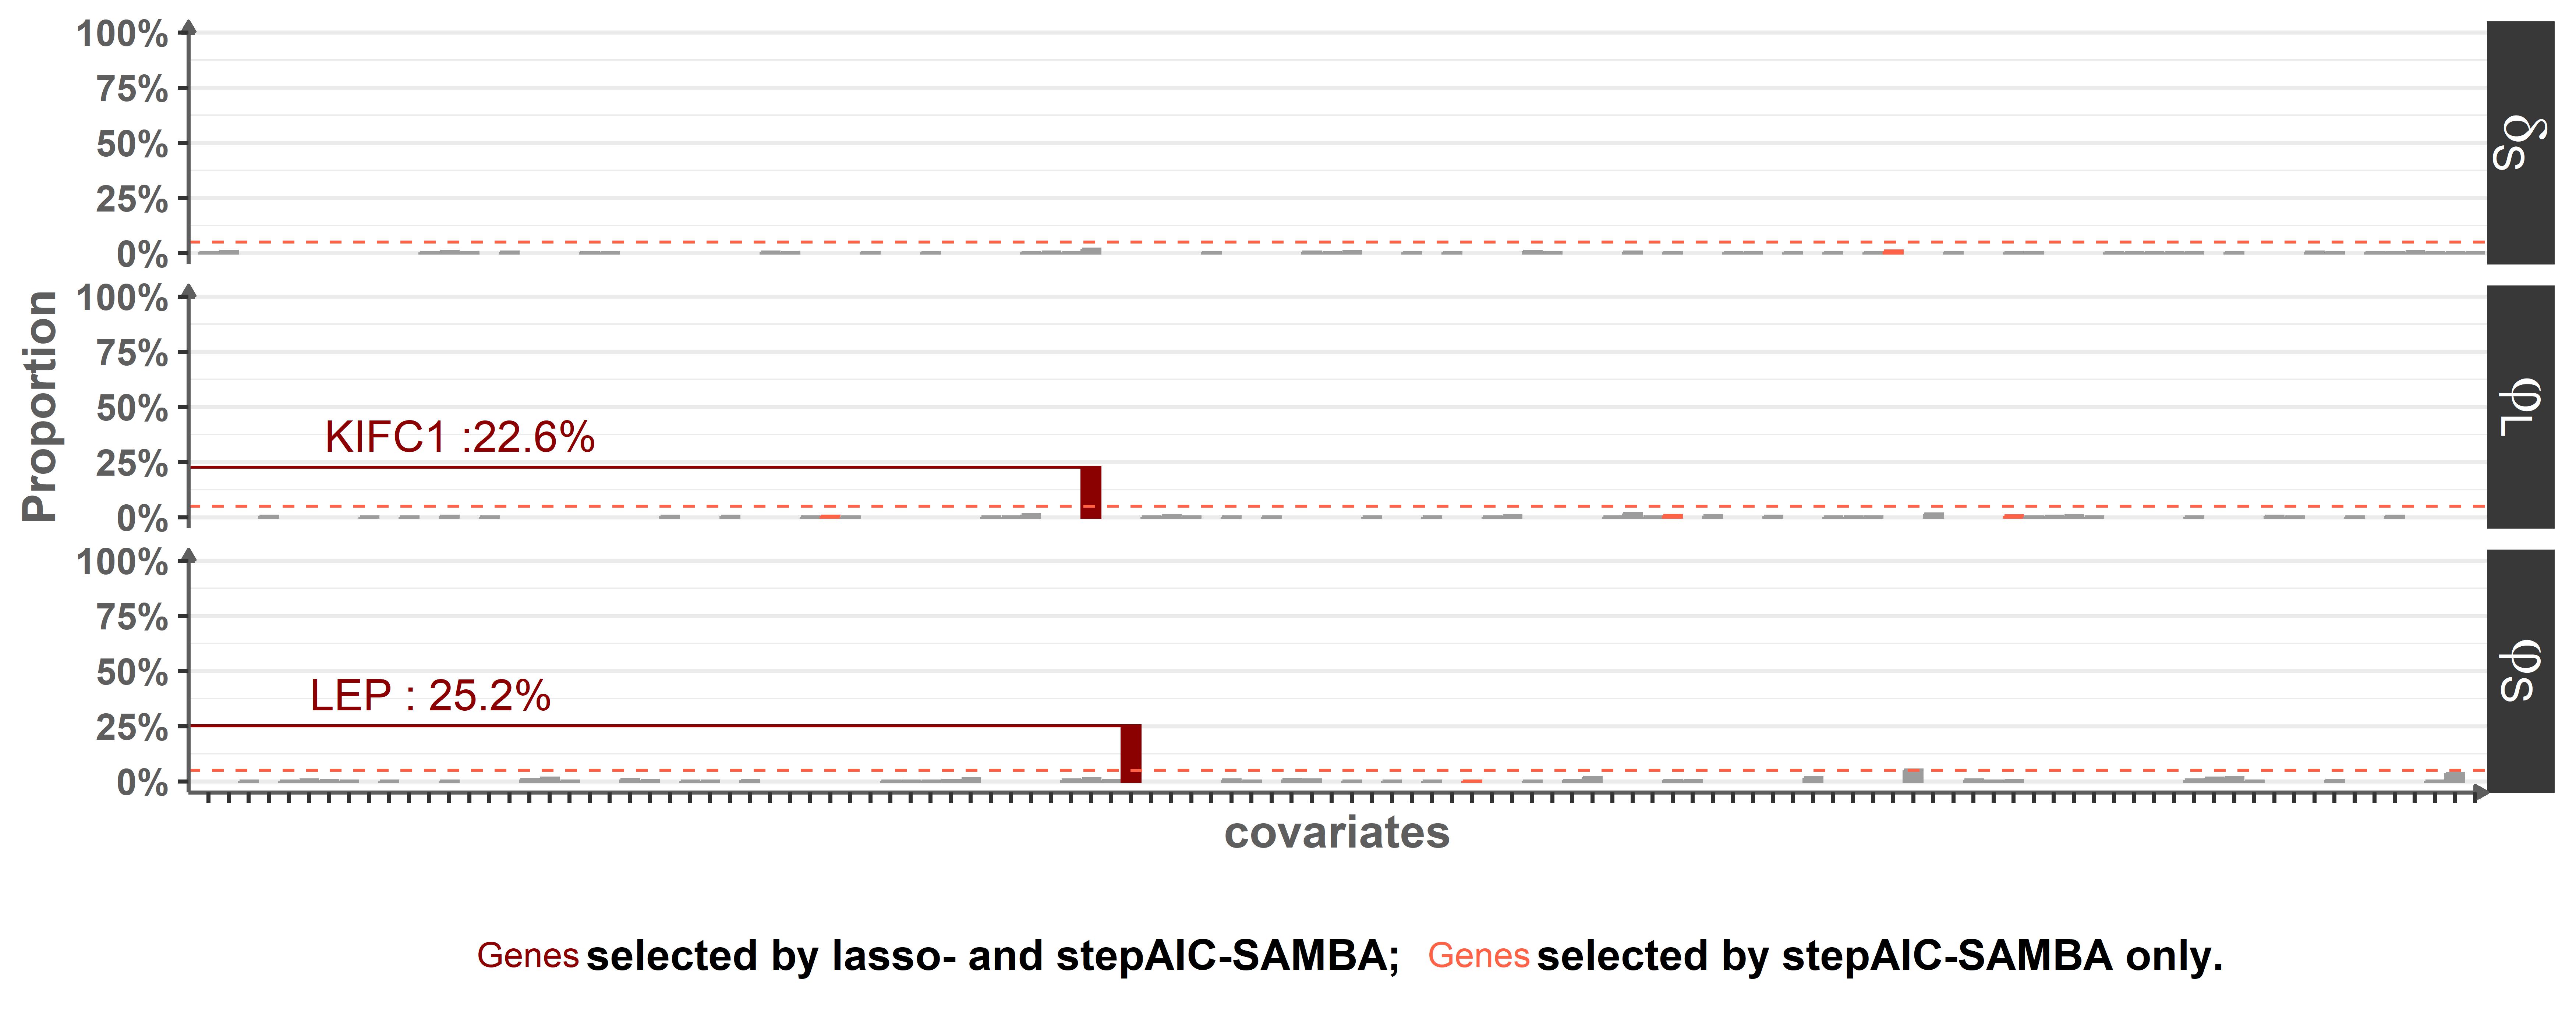 Proportion
100%
75%
50%
25%
0%
δS
100%
75%
50%
25%
0%
KIFC1 :22.6%
φL
100%
75%
50%
25%
0%
LEP : 25.2%
φS
covariates
Genes selected by lasso- and stepAIC-SAMBA; Genes selected by stepAIC-SAMBA only.